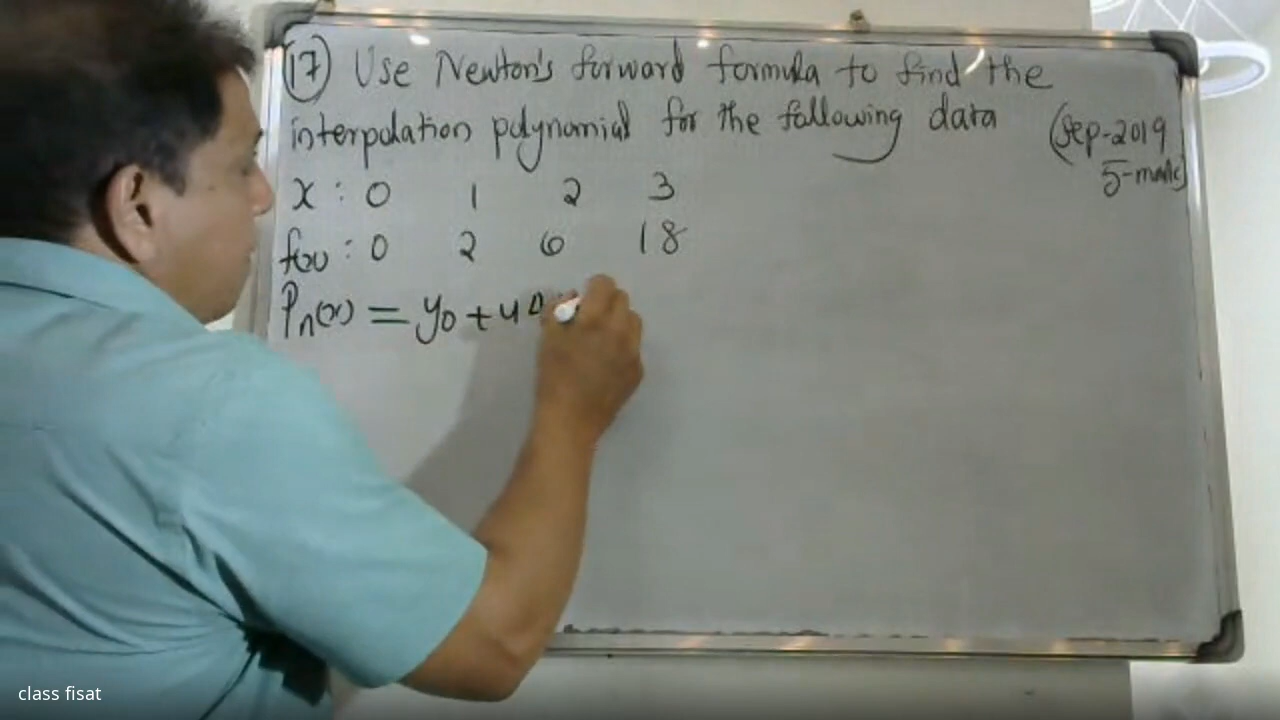 (17) Use Newton's forward formula to find the
interpolation polynomial for the following data (Sep-2019
5-marks)
x : 0 1 2 3
f(x) : 0 2 6 18
Pn(x) = y0 + uΔ
class fisat